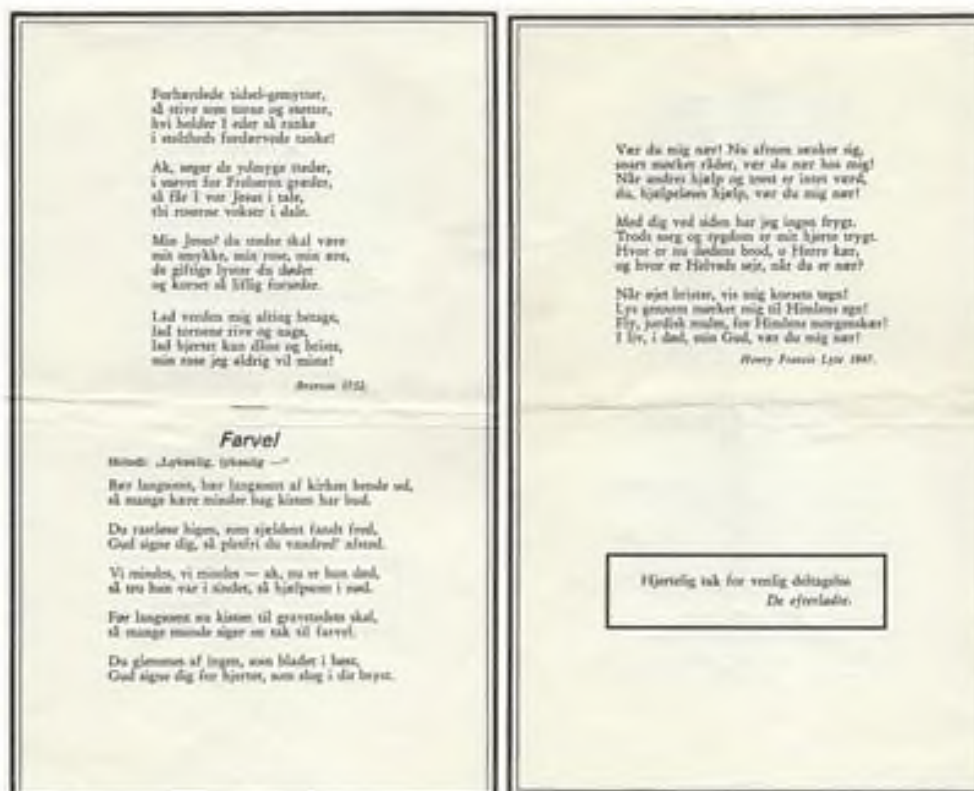 Forhærdede tidsel-gemytter,
så stive som torne og støtter,
hvi holder I eder så ranke
i stoltheds fordærvede tanke!
Ak, søger de ydmyge steder,
i støvet for Frelseren græder,
så får I vor Jesus i tale,
thi roserne vokser i dale.
Min Jesus! du stedse skal være
mit smykke, min rose, min ære,
de giftige lyster du døder
og korset så liflig forsøder.
Lad verden mig alting betage,
lad tornene rive og nage,
lad hjertet kun dåne og briste,
min rose jeg aldrig vil miste!
Brorson 1732.
Farvel
Melodi: „Lyksalig, lyksalig —"
Bær langsomt, bær langsomt af kirken hende ud,
så mange kære minder bag kisten har bud.
Du rastløse higen, som sjældent fandt fred,
Gud signe dig, så pletfri du vandred' afsted.
Vi mindes, vi mindes — ak, nu er hun død,
så tro hun var i sindet, så hjælpsom i nød.
Før langsomt nu kisten til gravstedets skel,
så mange munde siger nu tak til farvel.
Du glemmes af ingen, som bladet i høst,
Gud signe dig for hjertet, som slog i dit bryst.
Vær du mig nær! Nu aftnen sænker sig,
snart mørket råder, vær du nær hos mig!
Når andres hjælp og trøst er intet værd,
du, hjælpeløses hjælp, vær du mig nær!
Med dig ved siden har jeg ingen frygt.
Trods sorg og sygdom er mit hjerte trygt.
Hvor er nu dødens brod, o Herre kær,
og hvor er Helveds sejr, når du er nær?
Når øjet brister, vis mig korsets tegn!
Lys gennem mørket mig til Himlens egn!
Fly, jordisk mulm, for Himlens morgenskær!
I liv, i død, min Gud, vær du mig nær!
Henry Francis Lyte 1847.
Hjertelig tak for venlig deltagelse
De efterladte.